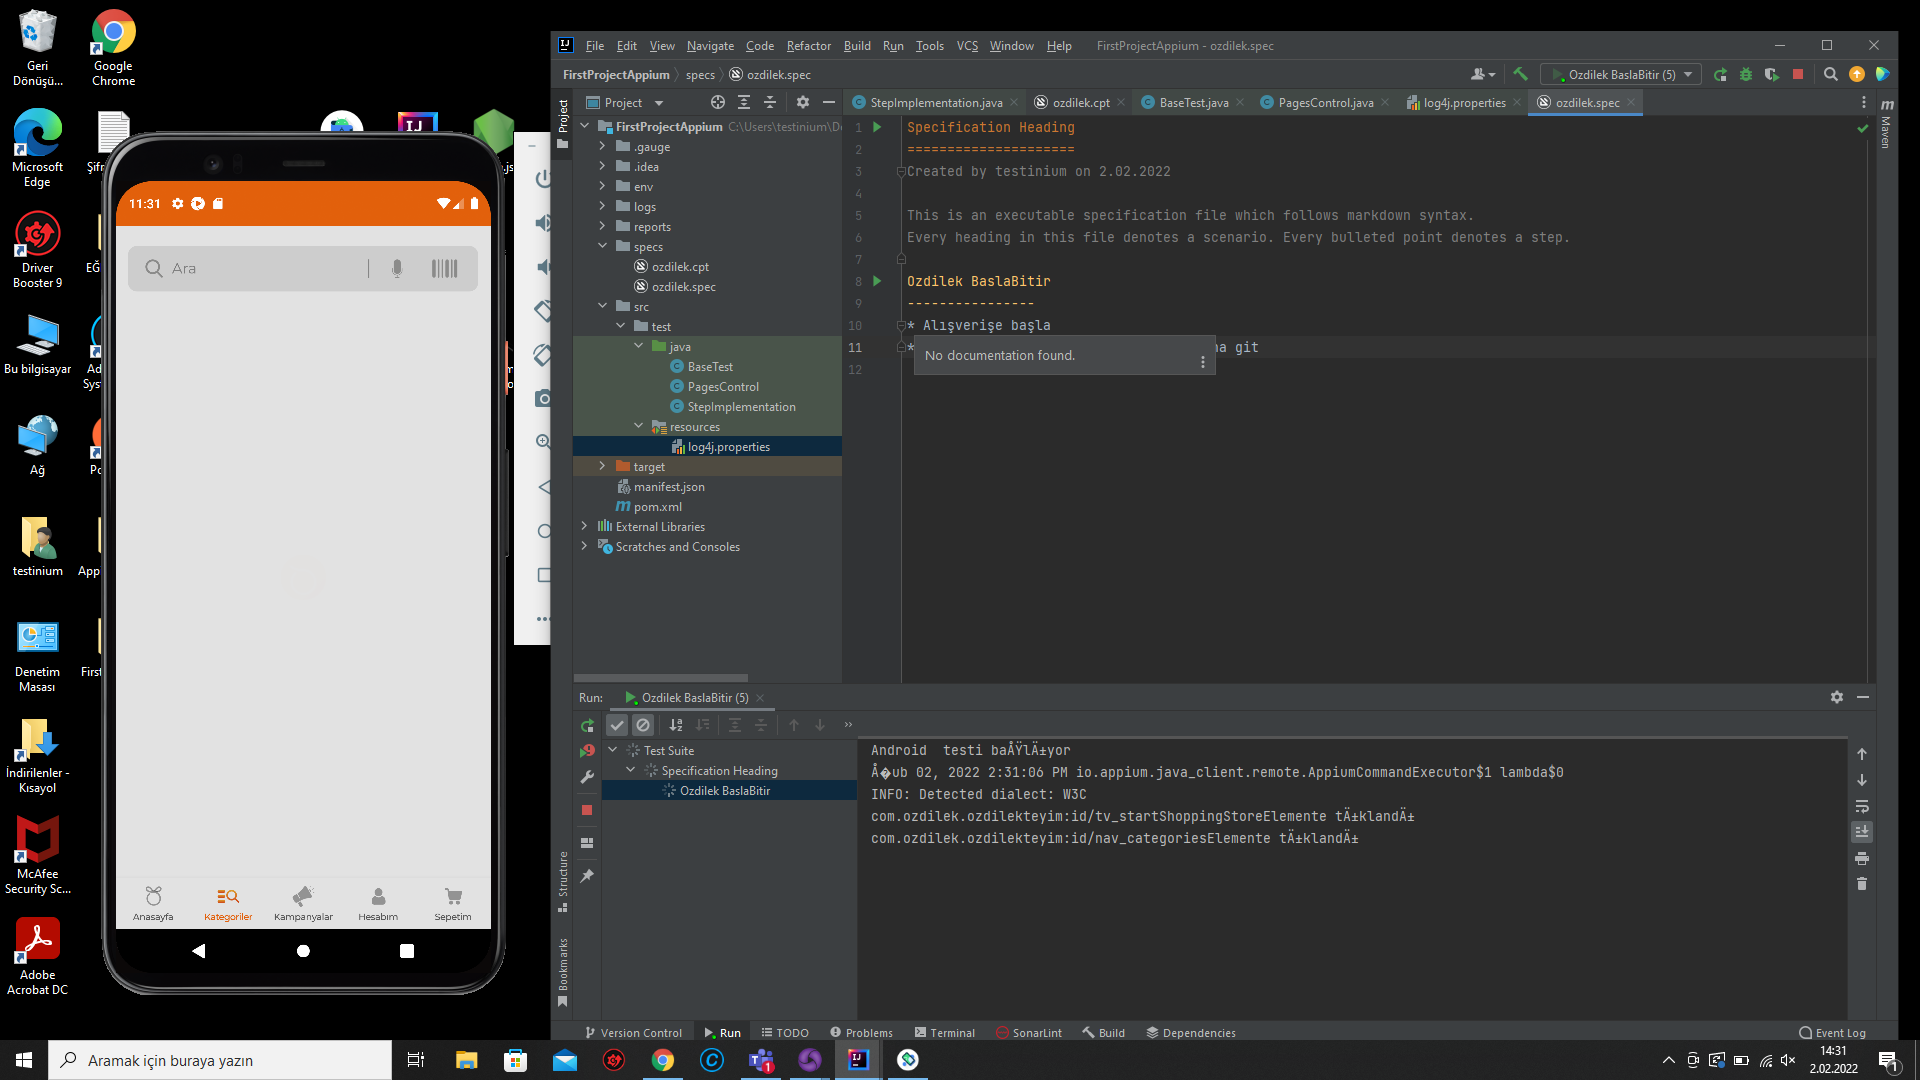 Geri
Dönüşü...
Google
Chrome
Microsoft
Edge
Driver
Booster 9
Bu bilgisayar
Ağ
testinium
Denetim
Masası
İndirilenler -
Kısayol
McAfee
Security Sc...
Adobe
Acrobat DC
11:31
Ara
Anasayfa
Kategoriler
Kampanyalar
Hesabım
Sepetim
File Edit View Navigate Code Refactor Build Run Tools VCS Window Help FirstProjectAppium - ozdilek.spec
FirstProjectAppium specs ozdilek.spec
Ozdilek BaslaBitir (5)
Project
Project
StepImplementation.java ozdilek.cpt BaseTest.java PagesControl.java log4j.properties ozdilek.spec
Maven
FirstProjectAppium C:\Users\testinium\De
.gauge
.idea
env
logs
reports
specs
ozdilek.cpt
ozdilek.spec
src
test
java
BaseTest
PagesControl
StepImplementation
resources
log4j.properties
target
manifest.json
pom.xml
External Libraries
Scratches and Consoles
1 Specification Heading
2 =====================
3 Created by testinium on 2.02.2022
4
5 This is an executable specification file which follows markdown syntax.
6 Every heading in this file denotes a scenario. Every bulleted point denotes a step.
7
8 Ozdilek BaslaBitir
9 ----------------
10 * Alışverişe başla
11 * git
12
No documentation found.
Run: Ozdilek BaslaBitir (5)
Test Suite
Specification Heading
Ozdilek BaslaBitir
Android  testi baÅŸlÄ±yor
Å�ub 02, 2022 2:31:06 PM io.appium.java_client.remote.AppiumCommandExecutor$1 lambda$0
INFO: Detected dialect: W3C
com.ozdilek.ozdilekteyim:id/tv_startShoppingStoreElemente tÄ±klandÄ±
com.ozdilek.ozdilekteyim:id/nav_categoriesElemente tÄ±klandÄ±
Structure
Bookmarks
Version Control Run TODO Problems Terminal SonarLint Build Dependencies Event Log
Aramak için buraya yazın
14:31
2.02.2022